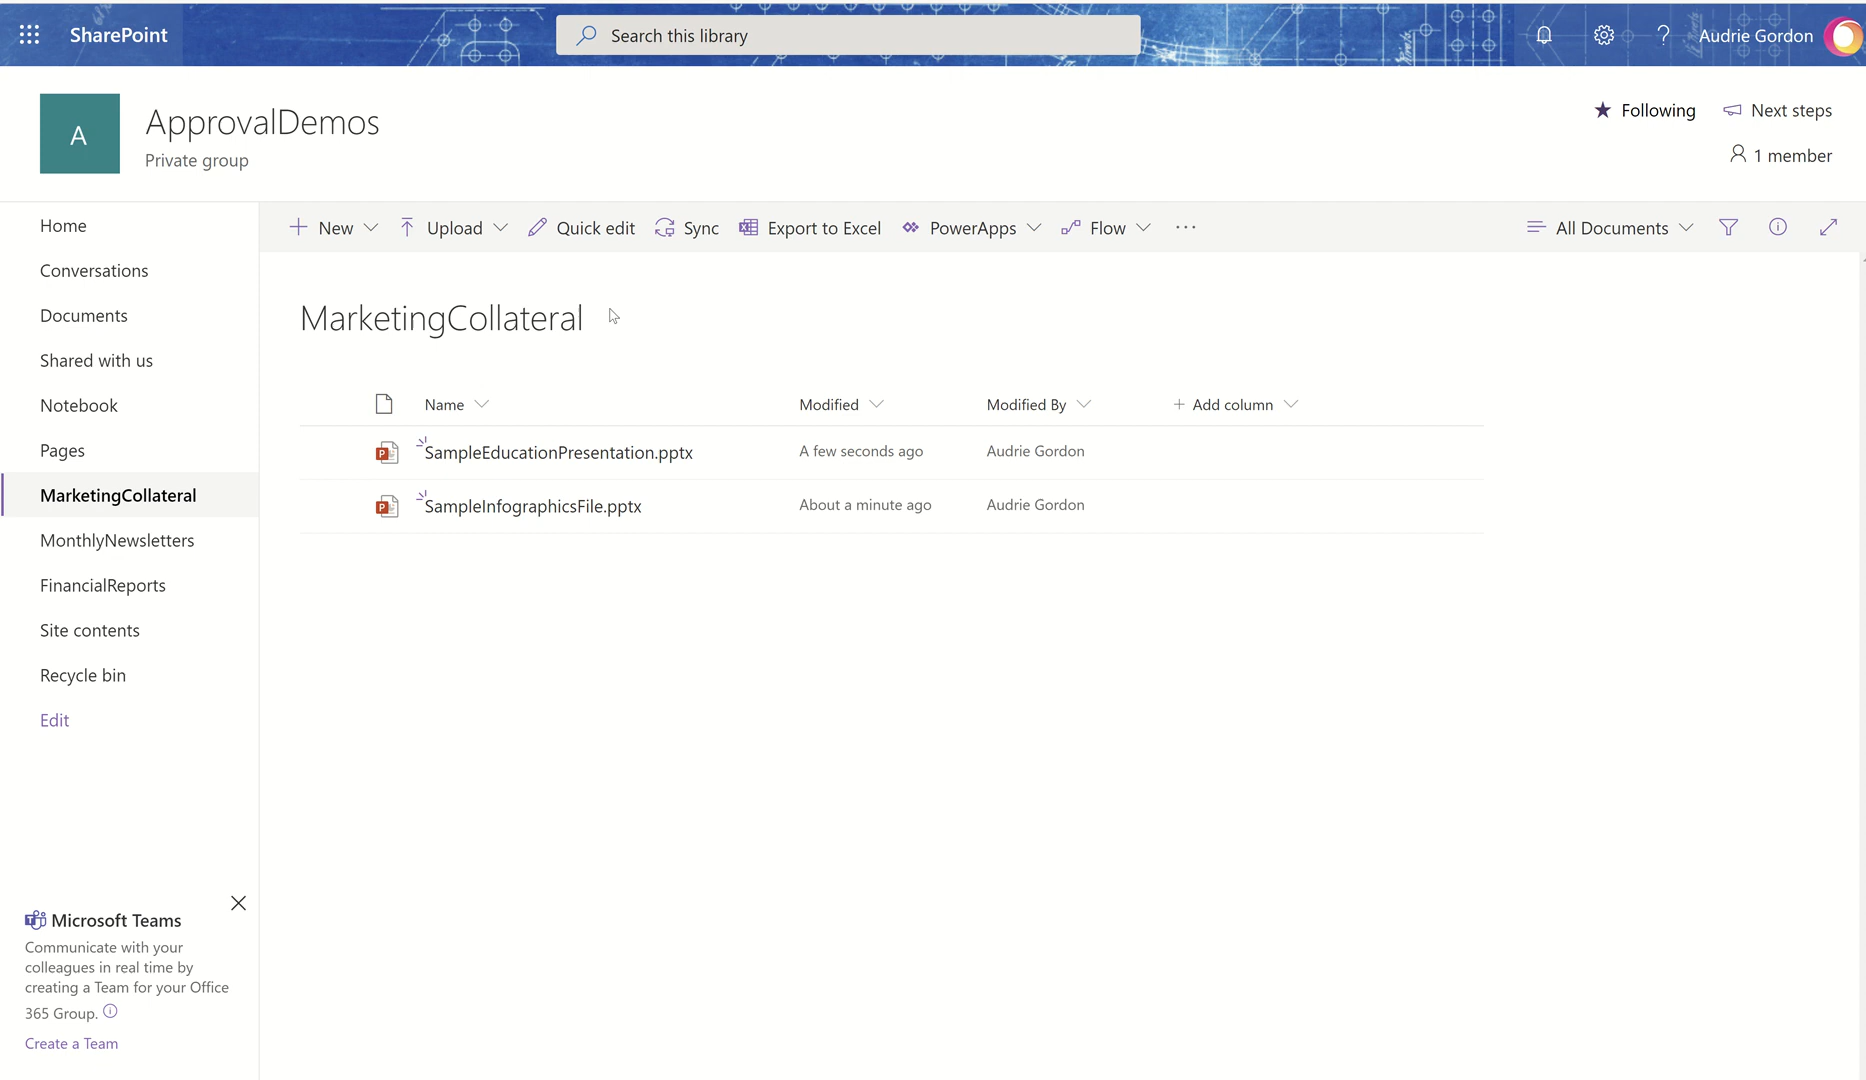 SharePoint
Search this library
Audrie Gordon
A
ApprovalDemos
Private group
Following
Next steps
1 member
Home
Conversations
Documents
Shared with us
Notebook
Pages
MarketingCollateral
MonthlyNewsletters
FinancialReports
Site contents
Recycle bin
Edit
New
Upload
Quick edit
Sync
Export to Excel
PowerApps
Flow
All Documents
MarketingCollateral
Name
Modified
Modified By
Add column
SampleEducationPresentation.pptx
A few seconds ago
Audrie Gordon
SampleInfographicsFile.pptx
About a minute ago
Audrie Gordon
Microsoft Teams
Communicate with your
colleagues in real time by
creating a Team for your Office
365 Group.
Create a Team